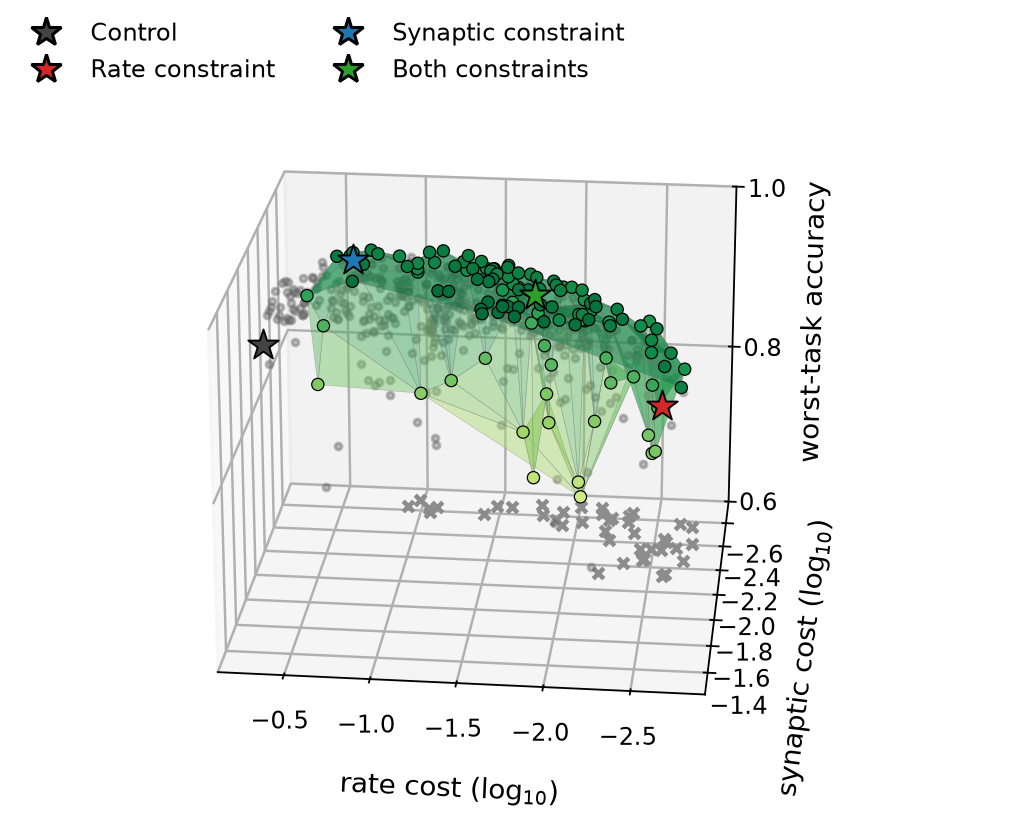 Control
Rate constraint
Synaptic constraint
Both constraints
1.0
0.8
0.6
worst-task accuracy
−2.6
−2.4
−2.2
−2.0
−1.8
−1.6
−1.4
synaptic cost (log₁₀)
−0.5
−1.0
−1.5
−2.0
−2.5
rate cost (log₁₀)